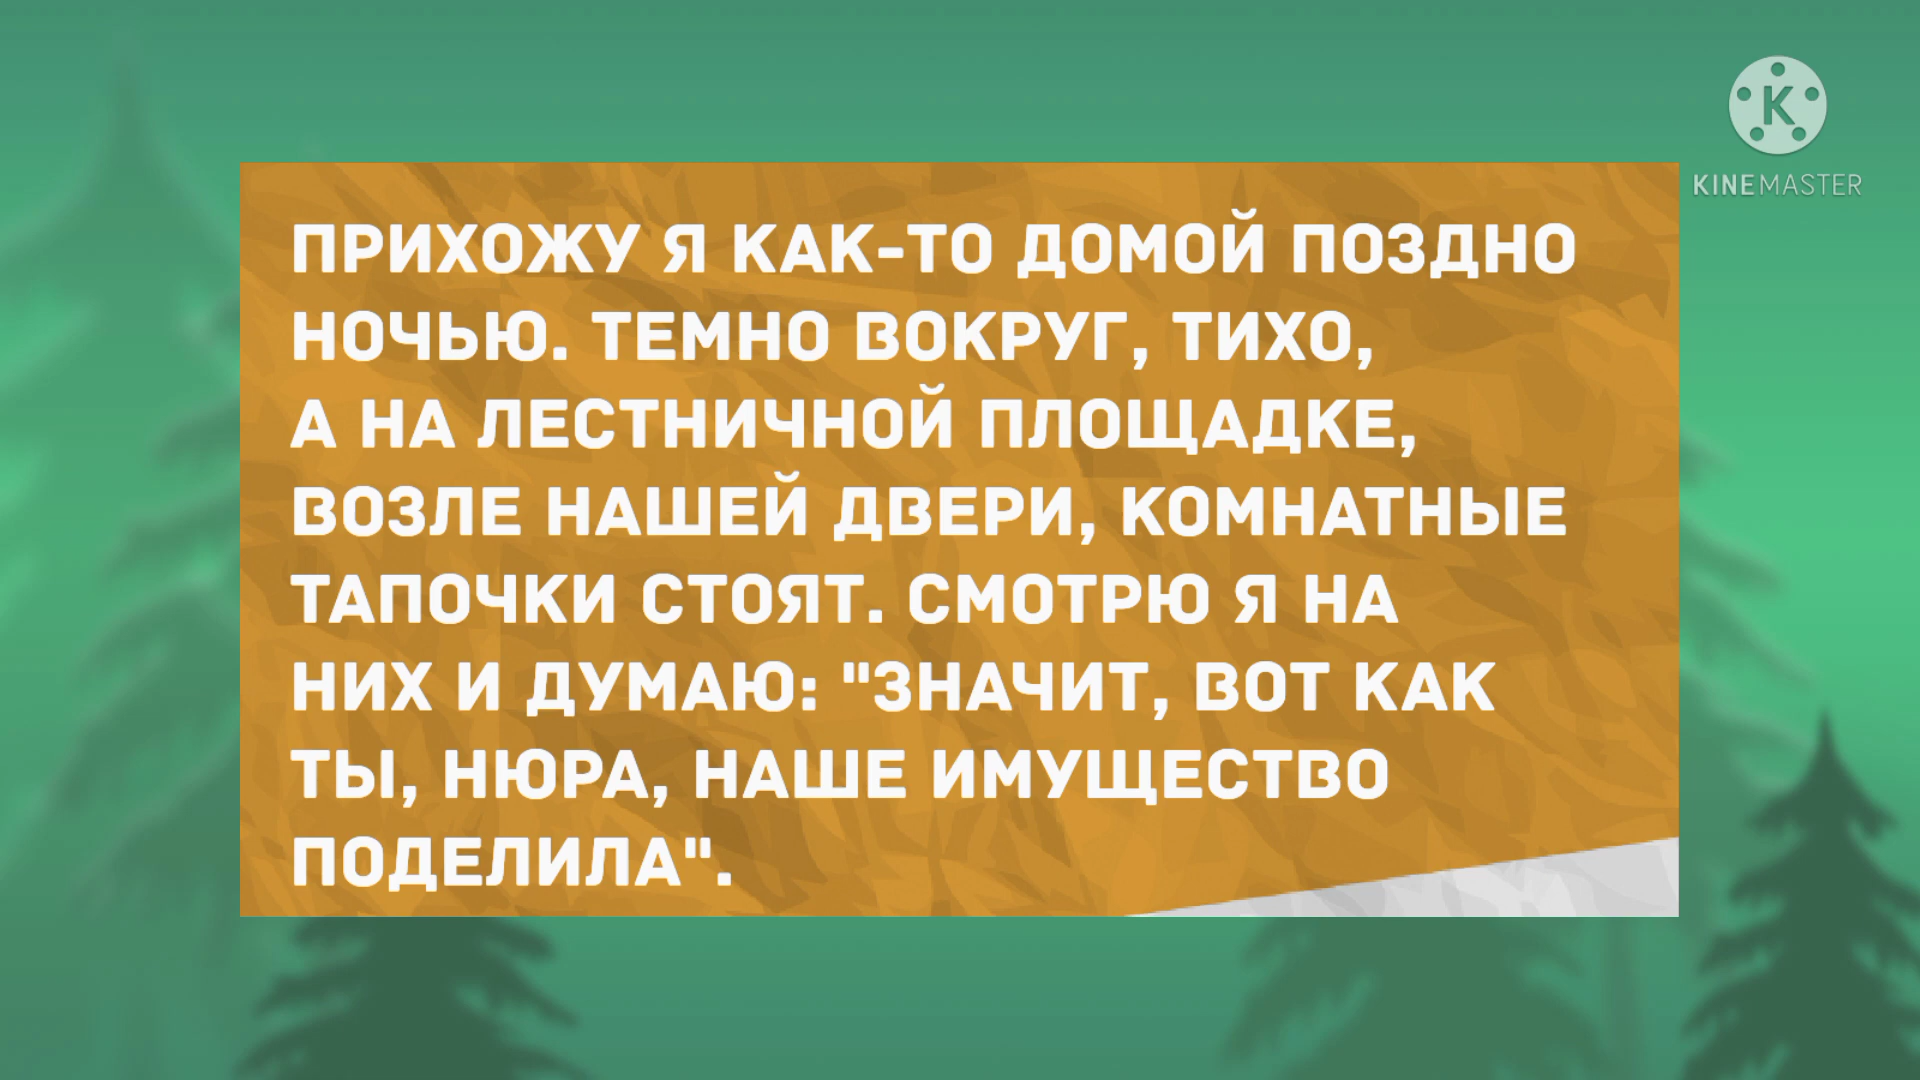 ПРИХОЖУ Я КАК-ТО ДОМОЙ ПОЗДНО
НОЧЬЮ. ТЕМНО ВОКРУГ, ТИХО,
А НА ЛЕСТНИЧНОЙ ПЛОЩАДКЕ,
ВОЗЛЕ НАШЕЙ ДВЕРИ, КОМНАТНЫЕ
ТАПОЧКИ СТОЯТ. СМОТРЮ Я НА
НИХ И ДУМАЮ: "ЗНАЧИТ, ВОТ КАК
ТЫ, НЮРА, НАШЕ ИМУЩЕСТВО
ПОДЕЛИЛА".
K
KINEMASTER